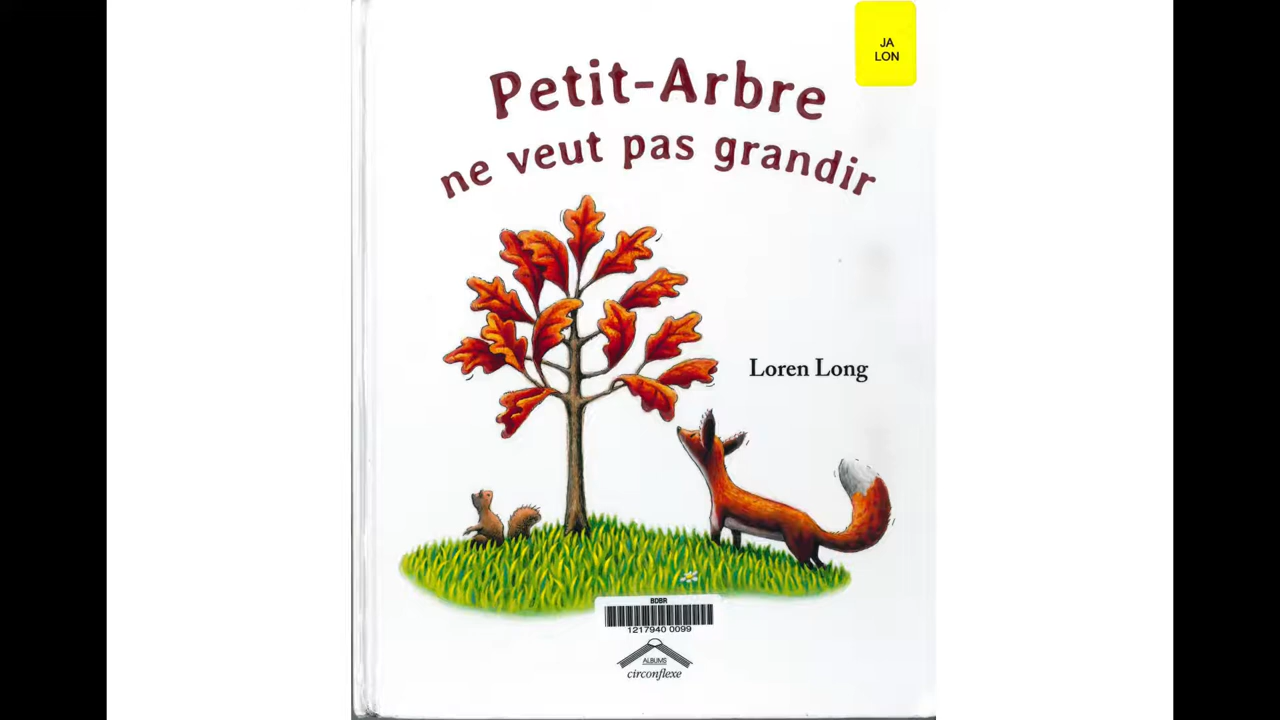 JA
LON
Petit-Arbre
ne veut pas grandir
Loren Long
BDBR
1217940 0099
ALBUMS
circonflexe